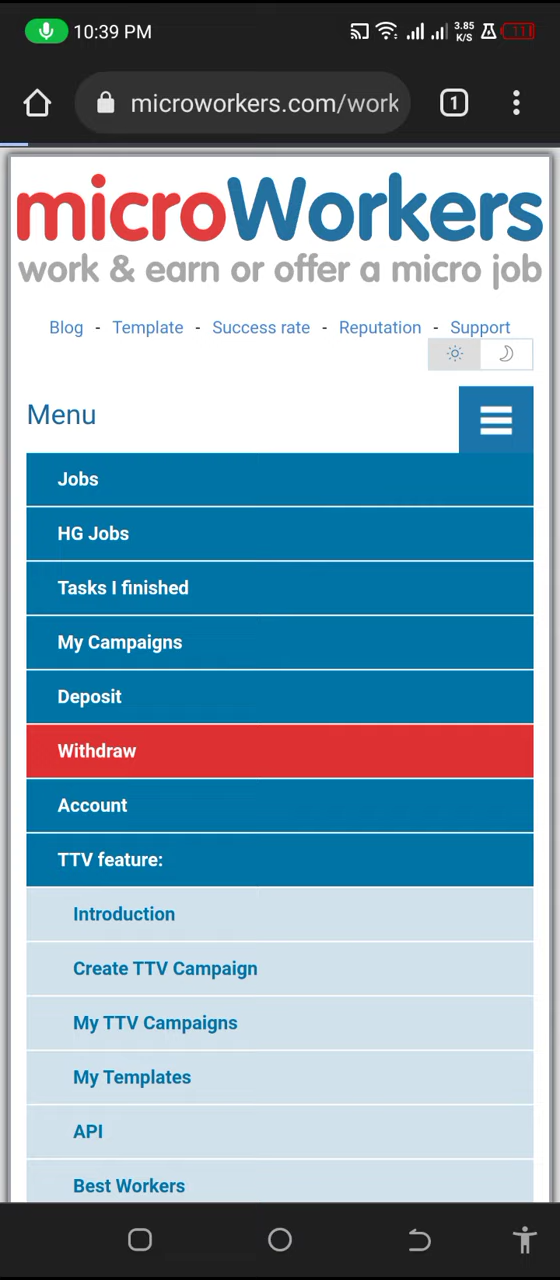 10:39 PM
3.85
K/S
11
microworkers.com/work
1
microWorkers
work & earn or offer a micro job
Blog - Template - Success rate - Reputation - Support
Menu
Jobs
HG Jobs
Tasks I finished
My Campaigns
Deposit
Withdraw
Account
TTV feature:
Introduction
Create TTV Campaign
My TTV Campaigns
My Templates
API
Best Workers